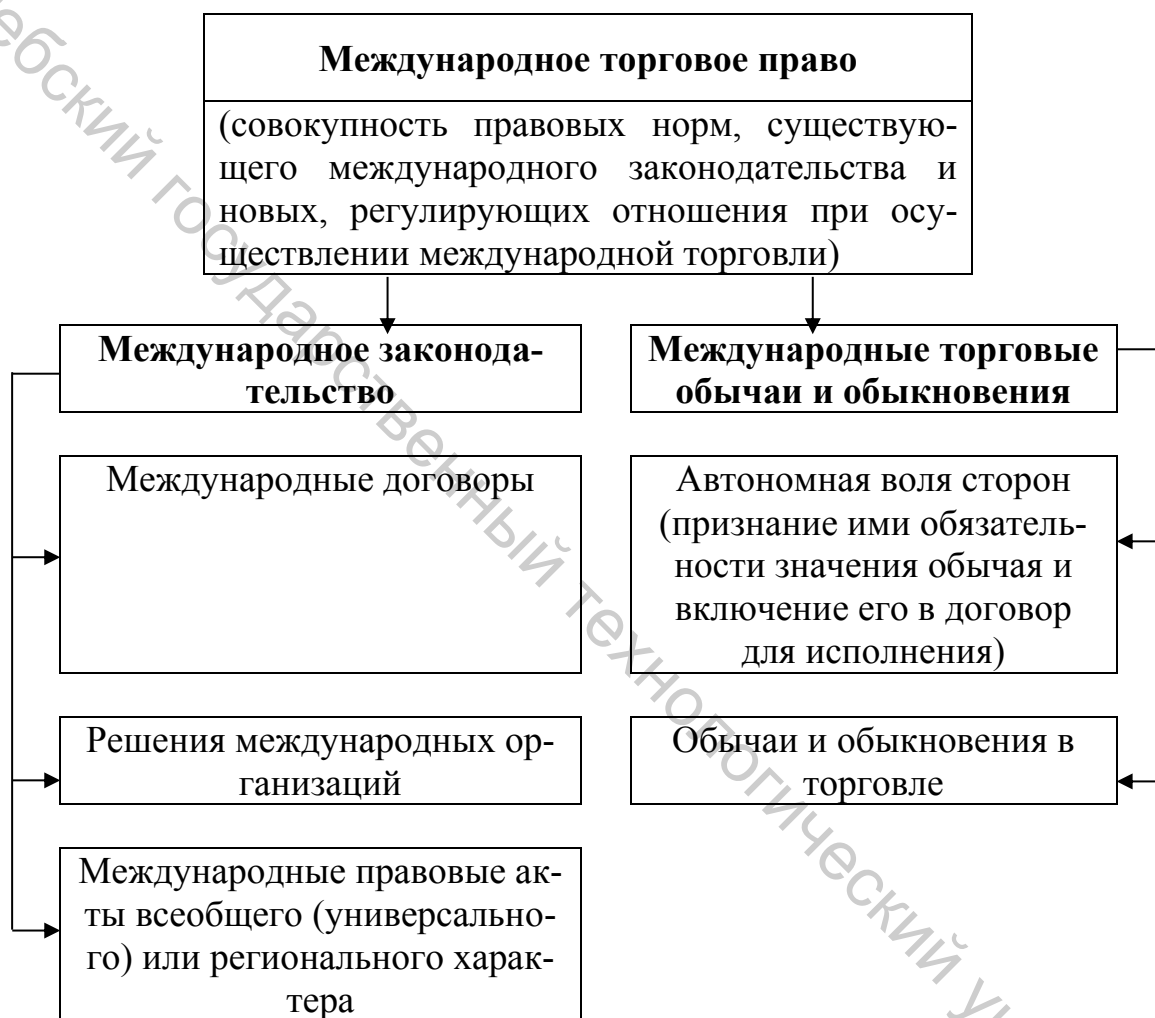 Международное торговое право
(совокупность правовых норм, существую-
щего международного законодательства и
новых, регулирующих отношения при осу-
ществлении международной торговли)
Международное законода-
тельство
Международные торговые
обычаи и обыкновения
Международные договоры
Автономная воля сторон
(признание ими обязатель-
ности значения обычая и
включение его в договор
для исполнения)
Решения международных ор-
ганизаций
Обычаи и обыкновения в
торговле
Международные правовые ак-
ты всеобщего (универсально-
го) или регионального харак-
тера
государственный технологический